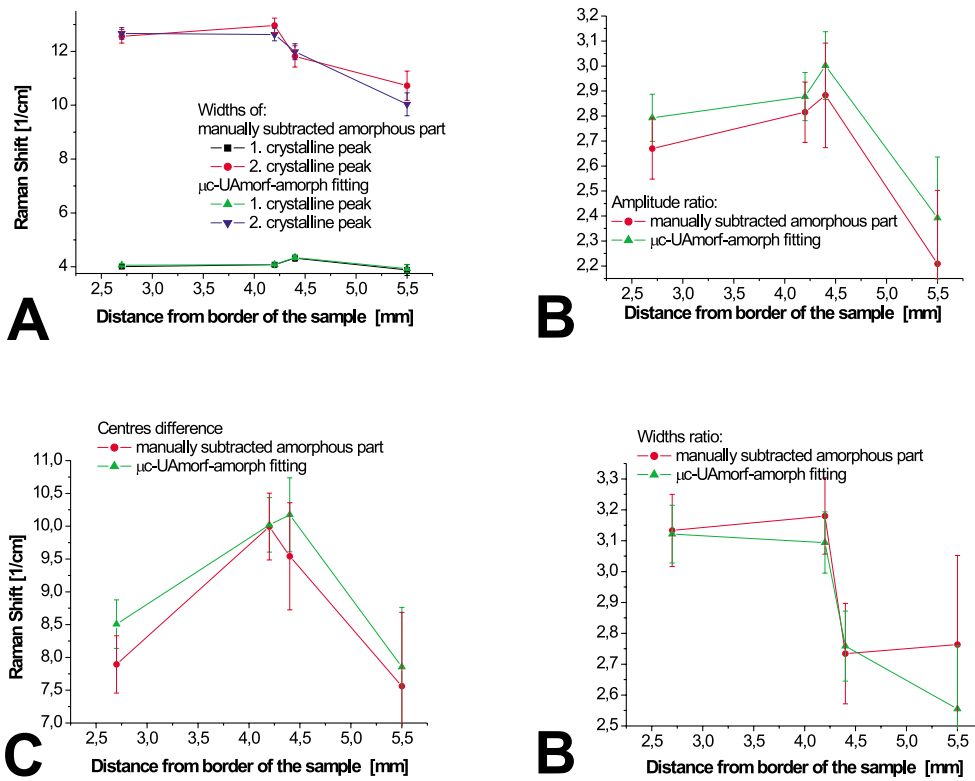 12
10
8
6
4
Raman Shift [1/cm]
Widths of:
manually subtracted amorphous part
1. crystalline peak
2. crystalline peak
μc-UAmorf-amorph fitting
1. crystalline peak
2. crystalline peak
2,5 3,0 3,5 4,0 4,5 5,0 5,5
Distance from border of the sample [mm]
A
3,2
3,1
3,0
2,9
2,8
2,7
2,6
2,5
2,4
2,3
2,2
Amplitude ratio:
manually subtracted amorphous part
μc-UAmorf-amorph fitting
2,5 3,0 3,5 4,0 4,5 5,0 5,5
Distance from border of the sample [mm]
B
Centres difference
manually subtracted amorphous part
μc-UAmorf-amorph fitting
11,0
10,5
10,0
9,5
9,0
8,5
8,0
7,5
7,0
Raman Shift [1/cm]
2,5 3,0 3,5 4,0 4,5 5,0 5,5
Distance from border of the sample [mm]
C
Widths ratio:
manually subtracted amorphous part
μc-UAmorf-amorph fitting
3,3
3,2
3,1
3,0
2,9
2,8
2,7
2,6
2,5
2,5 3,0 3,5 4,0 4,5 5,0 5,5
Distance from border of the sample [mm]
B